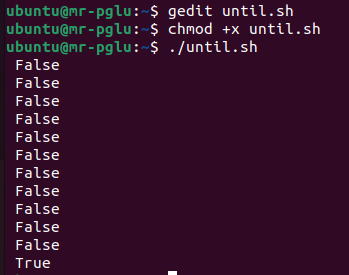 ubuntu@mr-pglu:~$ gedit until.sh
ubuntu@mr-pglu:~$ chmod +x until.sh
ubuntu@mr-pglu:~$ ./until.sh
False
False
False
False
False
False
False
False
False
False
False
True